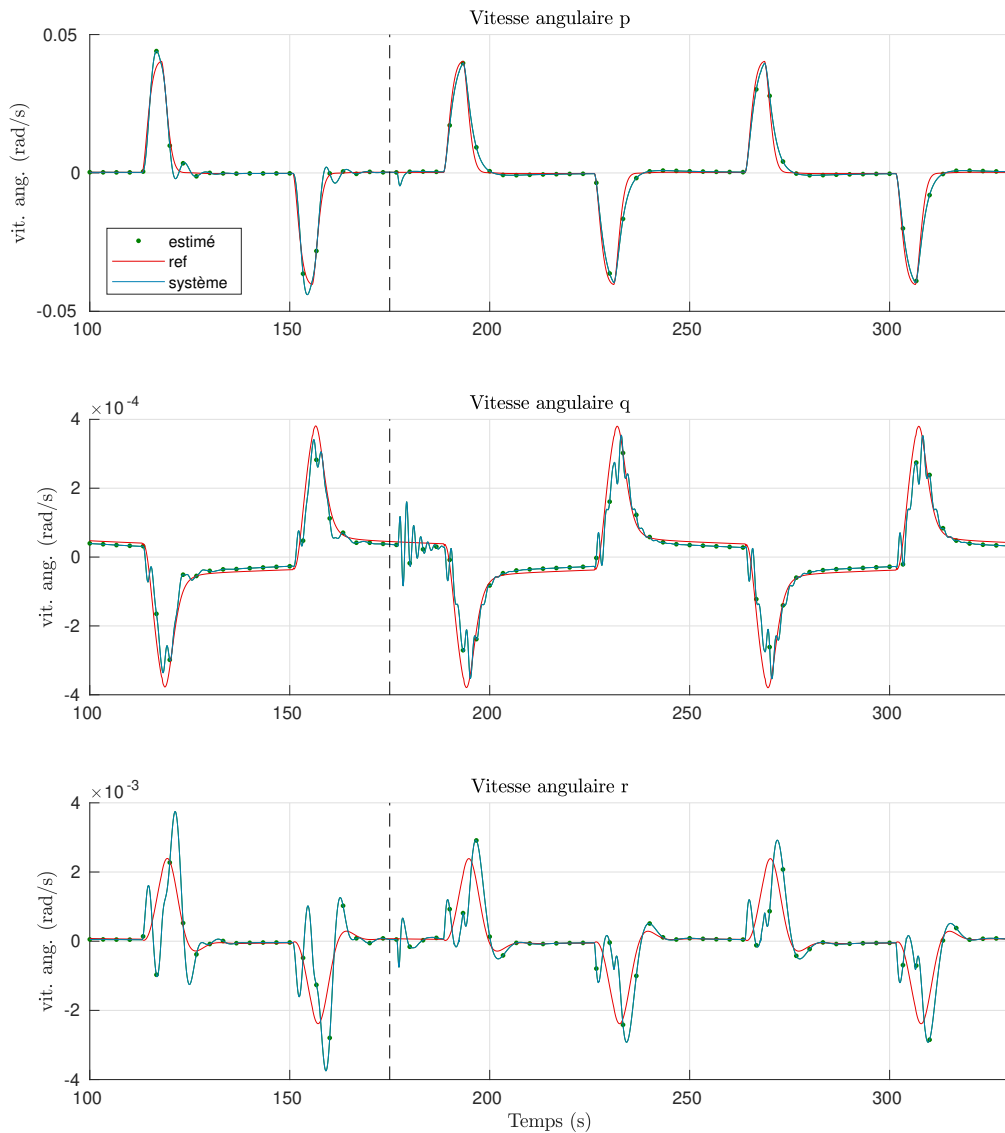 Vitesse angulaire p
0.05
0
-0.05
vit. ang. (rad/s)
estimé
ref
système
100 150 200 250 300
Vitesse angulaire q
×10⁻⁴
4
2
0
-2
-4
vit. ang. (rad/s)
100 150 200 250 300
Vitesse angulaire r
×10⁻³
4
2
0
-2
-4
vit. ang. (rad/s)
100 150 200 250 300
Temps (s)